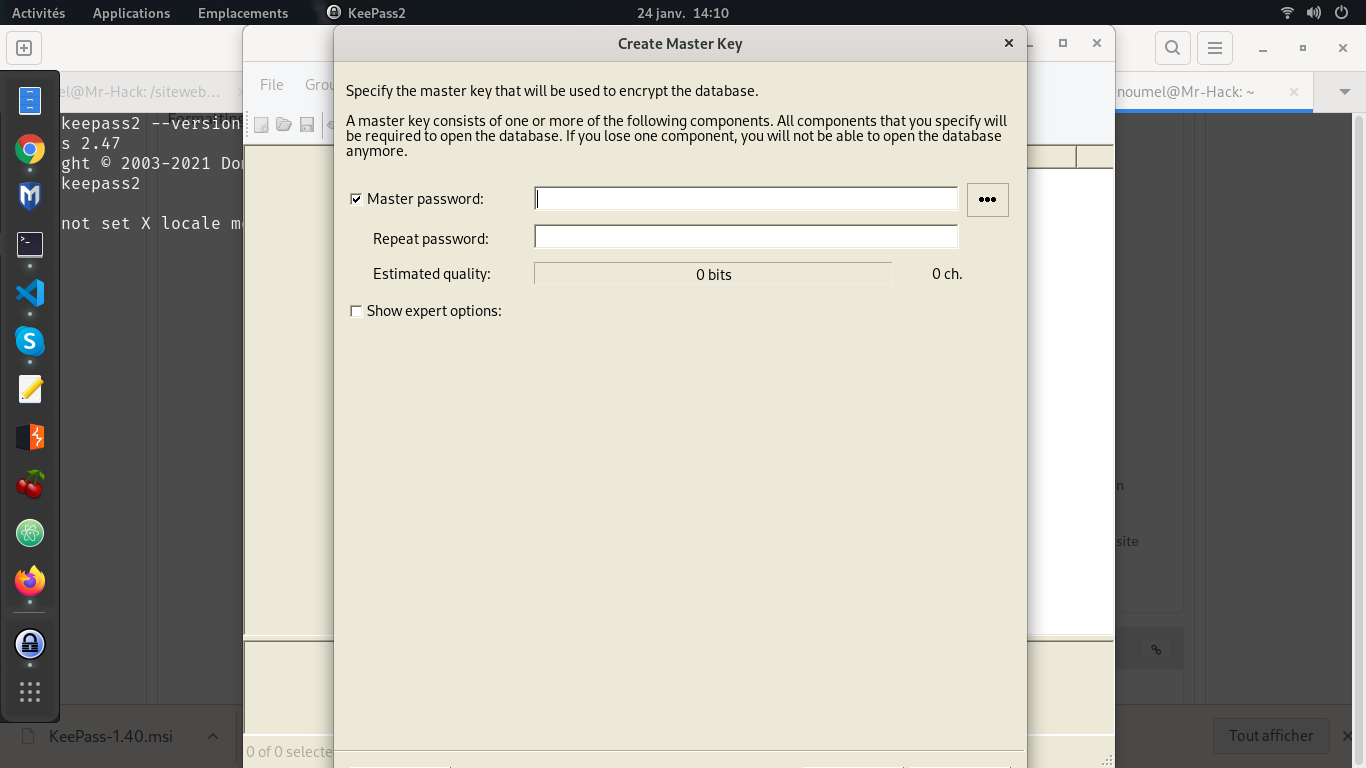 Activités Applications Emplacements KeePass2 24 janv. 14:10
Create Master Key
File Grou
el@Mr-Hack: /siteweb...
noumel@Mr-Hack: ~
keepass2 --version
s 2.47
ght © 2003-2021 Do
keepass2
not set X locale m
Specify the master key that will be used to encrypt the database.
A master key consists of one or more of the following components. All components that you specify will
be required to open the database. If you lose one component, you will not be able to open the database
anymore.
Master password:
Repeat password:
Estimated quality: 0 bits 0 ch.
Show expert options:
n
site
0 of 0 selecte
KeePass-1.40.msi
Tout afficher